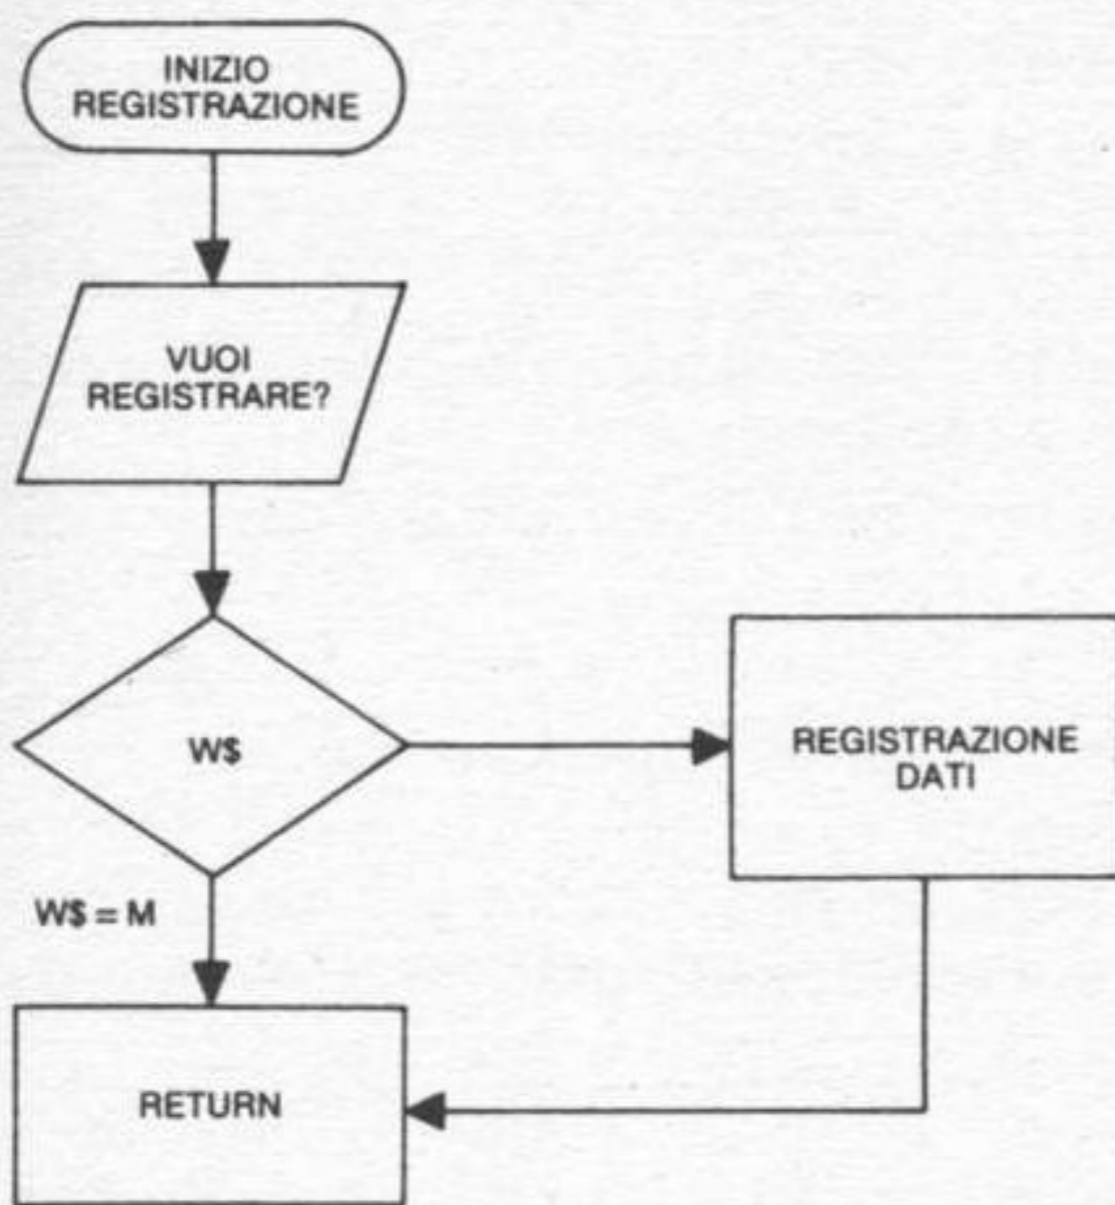 INIZIO
REGISTRAZIONE
VUOI
REGISTRARE?
W$
REGISTRAZIONE
DATI
W$ = M
RETURN